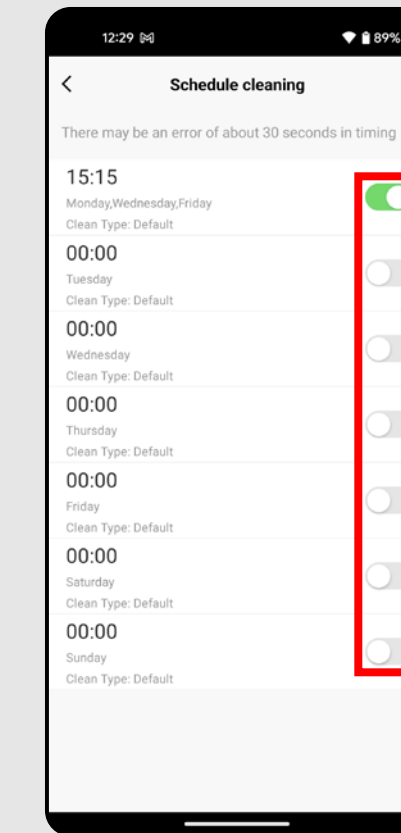 12:29 89%
Schedule cleaning
There may be an error of about 30 seconds in timing
15:15
Monday,Wednesday,Friday
Clean Type: Default
00:00
Tuesday
Clean Type: Default
00:00
Wednesday
Clean Type: Default
00:00
Thursday
Clean Type: Default
00:00
Friday
Clean Type: Default
00:00
Saturday
Clean Type: Default
00:00
Sunday
Clean Type: Default